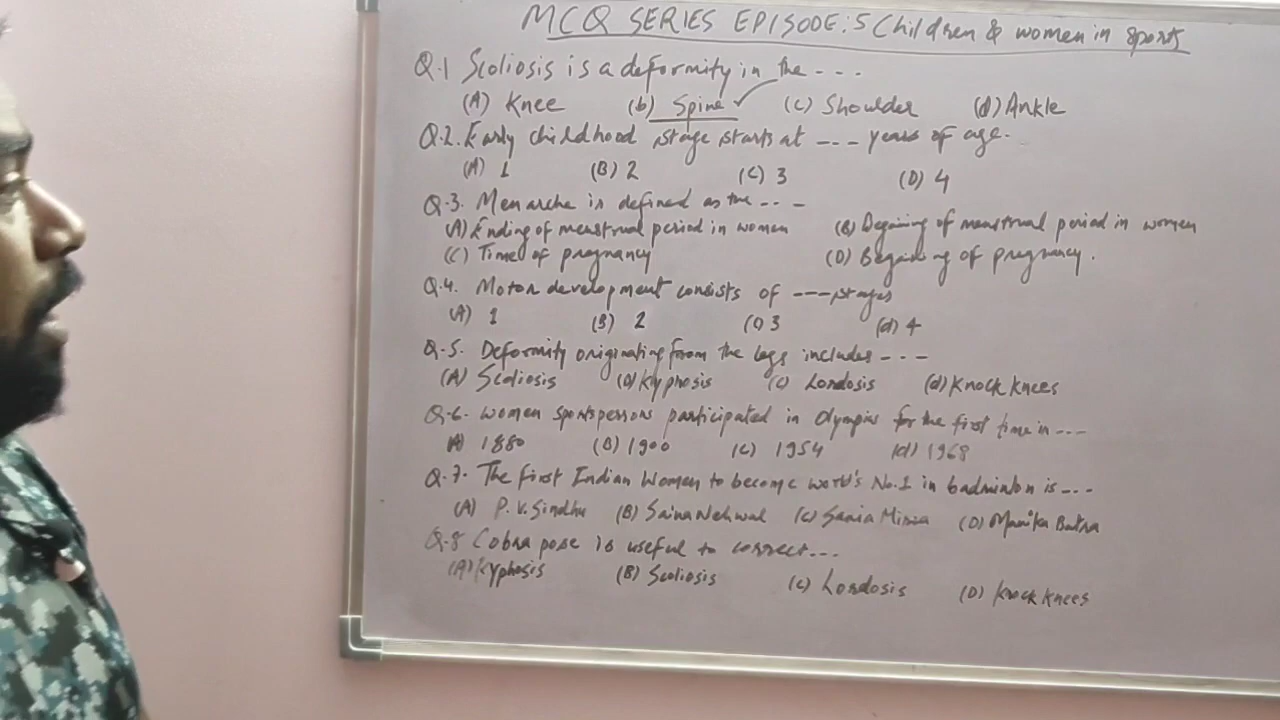 MCQ SERIES EPISODE: 5 Children & women in sports
Q.1 Scoliosis is a deformity in the - - -
(A) Knee (b) Spine ✓ (C) Shoulder (d) Ankle
Q.2. Early childhood stage starts at --- years of age.
(A) 1 (B) 2 (C) 3 (D) 4
Q.3. Menarche is defined as the - - -
(A) Ending of menstrual period in women (B) Begining of menstrual period in women
(C) Time of pregnancy (D) Begining of pregnancy.
Q.4. Motor development consists of --- stages
(A) 1 (B) 2 (C) 3 (d) 4
Q.5. Deformity originating from the legs includes - - -
(A) Scoliosis (B) Kyphosis (C) Lordosis (d) Knock Knees
Q.6. Women sportspersons participated in Olympics for the first time in ---
(A) 1880 (B) 1900 (C) 1954 (d) 1968
Q.7. The first Indian Women to become world's No.1 in badminton is ---
(A) P.V. Sindhu (B) Saina Nehwal (C) Sania Mirza (D) Manika Batra
Q.8 Cobra pose is useful to correct...
(A) Kyphosis (B) Scoliosis (C) Lordosis (D) Knock Knees